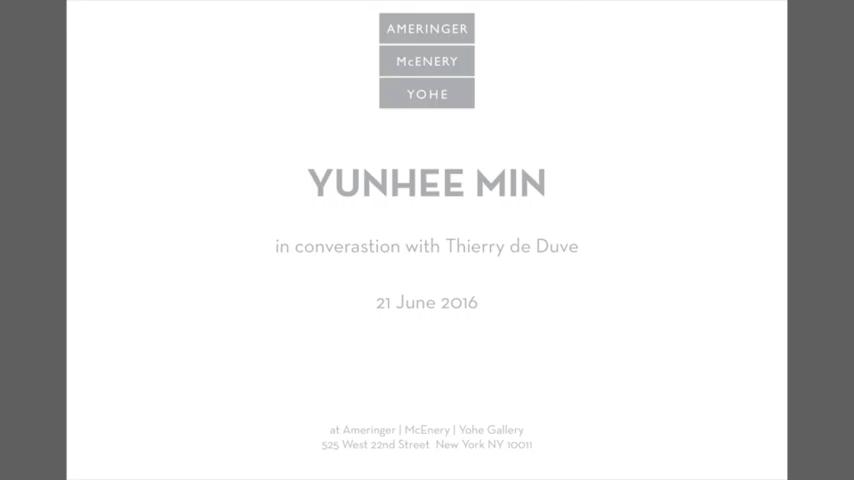 AMERINGER
McENERY
YOHE
YUNHEE MIN
in converastion with Thierry de Duve
21 June 2016
at Ameringer | McEnery | Yohe Gallery
525 West 22nd Street New York NY 10011